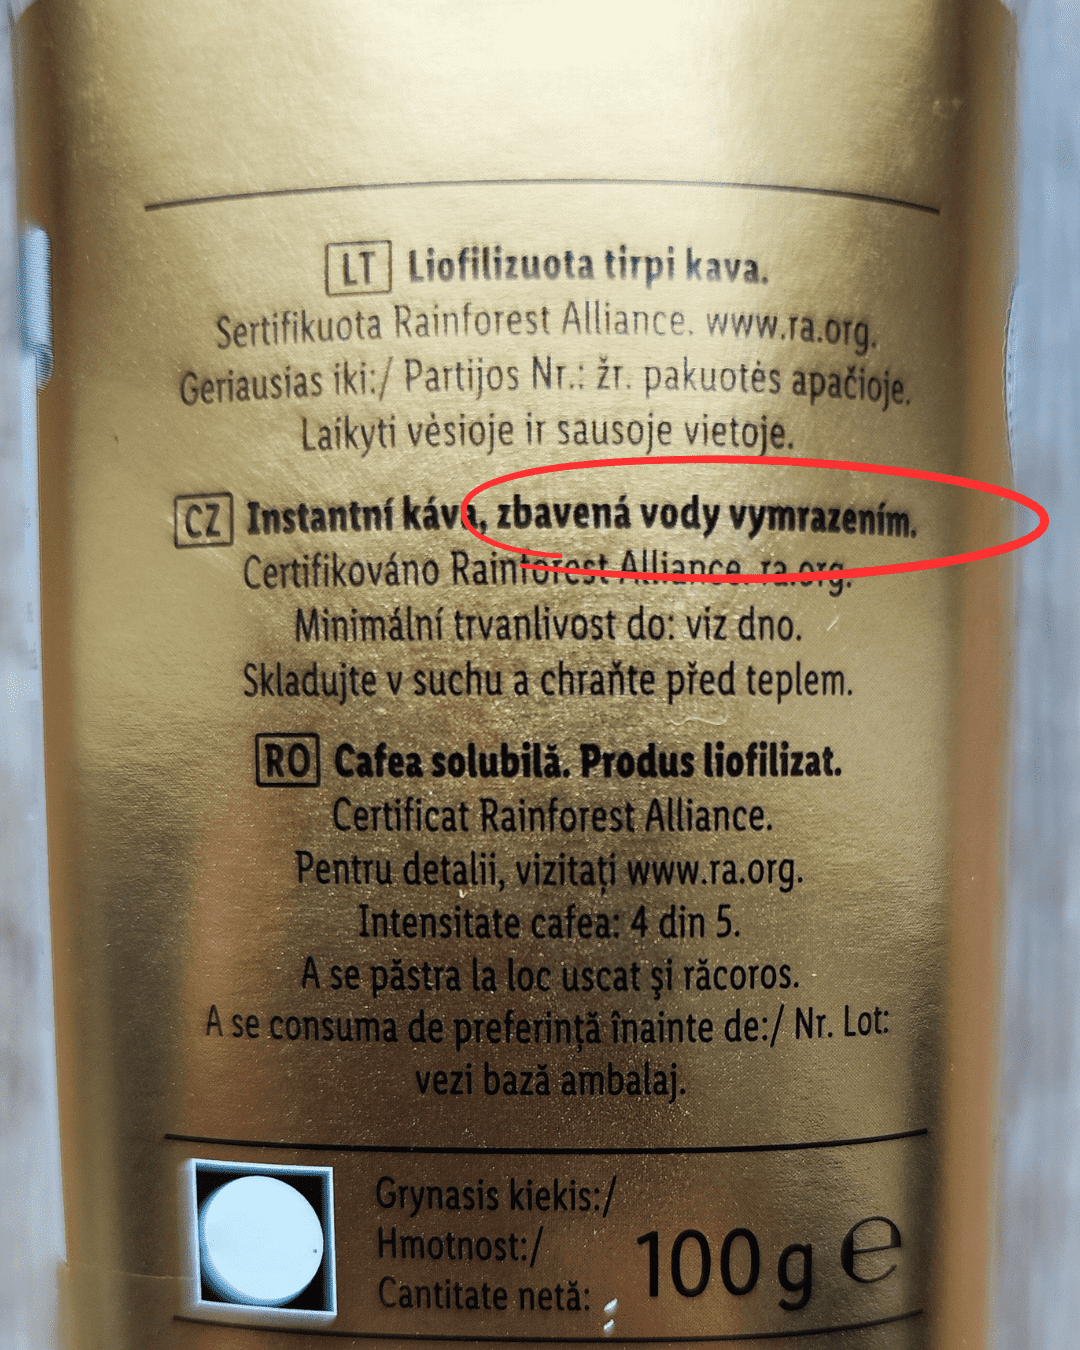 LT Liofilizuota tirpi kava.
Sertifikuota Rainforest Alliance. www.ra.org.
Geriausias iki:/ Partijos Nr.: žr. pakuotės apačioje.
Laikyti vėsioje ir sausoje vietoje.
CZ Instantní káva, zbavená vody vymrazením.
Certifikováno Rainforest Alliance. ra.org.
Minimální trvanlivost do: viz dno.
Skladujte v suchu a chraňte před teplem.
RO Cafea solubilă. Produs liofilizat.
Certificat Rainforest Alliance.
Pentru detalii, vizitați www.ra.org.
Intensitate cafea: 4 din 5.
A se păstra la loc uscat şi răcoros.
A se consuma de preferință înainte de:/ Nr. Lot:
vezi bază ambalaj.
Grynasis kiekis:/
Hmotnost:/
Cantitate netă: 100 g e